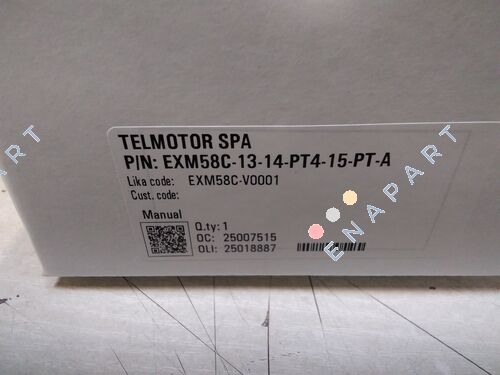 TELMOTOR SPA
P/N: EXM58C-13-14-PT4-15-PT-A
Lika code: EXM58C-V0001
Cust. code:
Manual
Q.ty: 1
OC: 25007515
OLI: 25018887
ENAPART